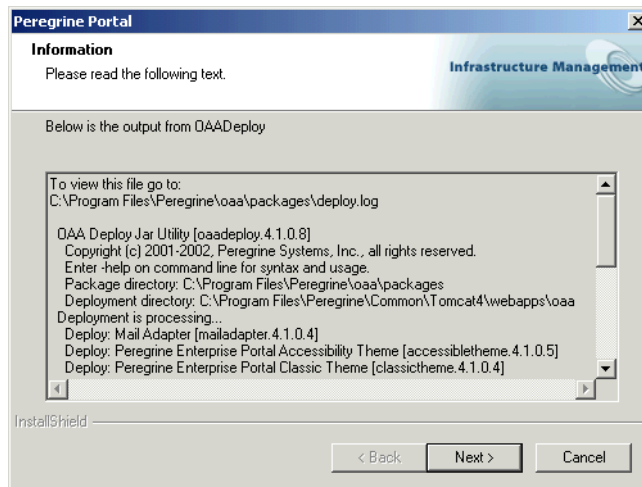 Peregrine Portal
Information
Please read the following text.
Infrastructure Management
Below is the output from OAADeploy
To view this file go to:
C:\Program Files\Peregrine\oaa\packages\deploy.log
OAA Deploy Jar Utility [oaadeploy.4.1.0.8]
Copyright (c) 2001-2002, Peregrine Systems, Inc., all rights reserved.
Enter -help on command line for syntax and usage.
Package directory: C:\Program Files\Peregrine\oaa\packages
Deployment directory: C:\Program Files\Peregrine\Common\Tomcat4\webapps\oaa
Deployment is processing...
Deploy: Mail Adapter [mailadapter.4.1.0.4]
Deploy: Peregrine Enterprise Portal Accessibility Theme [accessibletheme.4.1.0.5]
Deploy: Peregrine Enterprise Portal Classic Theme [classictheme.4.1.0.4]
InstallShield
< Back
Next >
Cancel